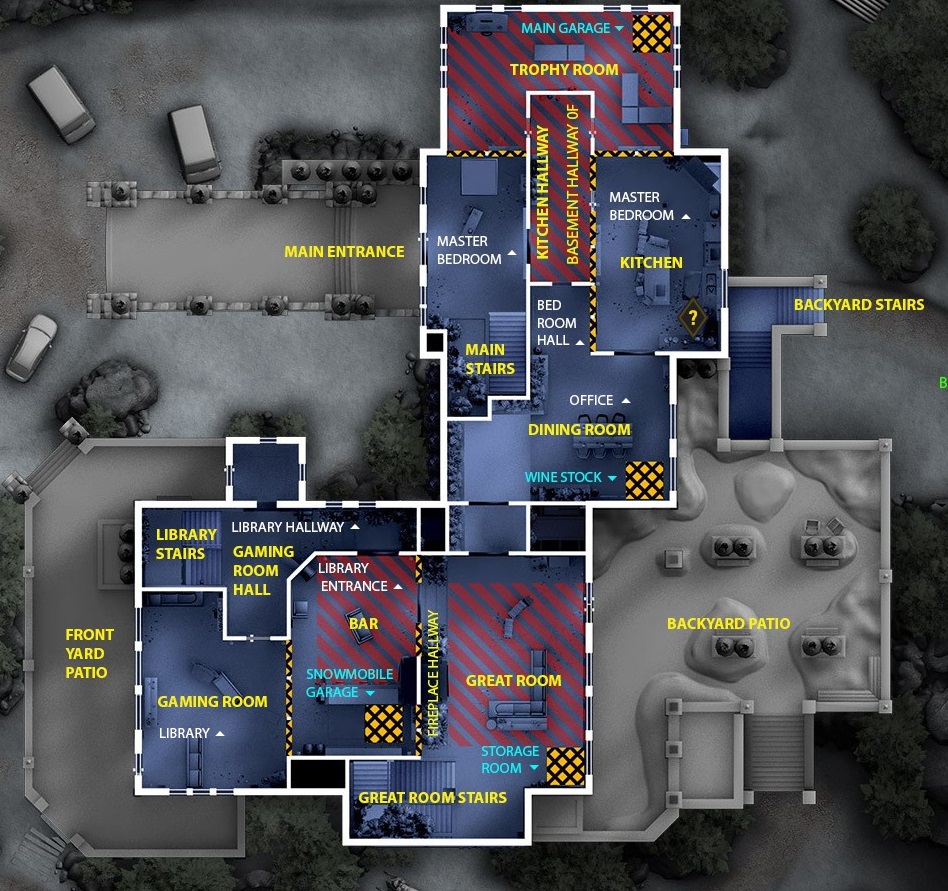 MAIN GARAGE
TROPHY ROOM
KITCHEN HALLWAY
BASEMENT HALLWAY 0F
MASTER
BEDROOM
MAIN ENTRANCE
MASTER
BEDROOM
KITCHEN
?
BACKYARD STAIRS
BED
ROOM
HALL
MAIN
STAIRS
B
OFFICE
DINING ROOM
WINE STOCK
LIBRARY HALLWAY
LIBRARY
STAIRS
GAMING
ROOM
HALL
LIBRARY
ENTRANCE
BAR
FIREPLACE HALLWAY
BACKYARD PATIO
FRONT
YARD
PATIO
SNOWMOBILE
GARAGE
GREAT ROOM
GAMING ROOM
LIBRARY
STORAGE
ROOM
GREAT ROOM STAIRS